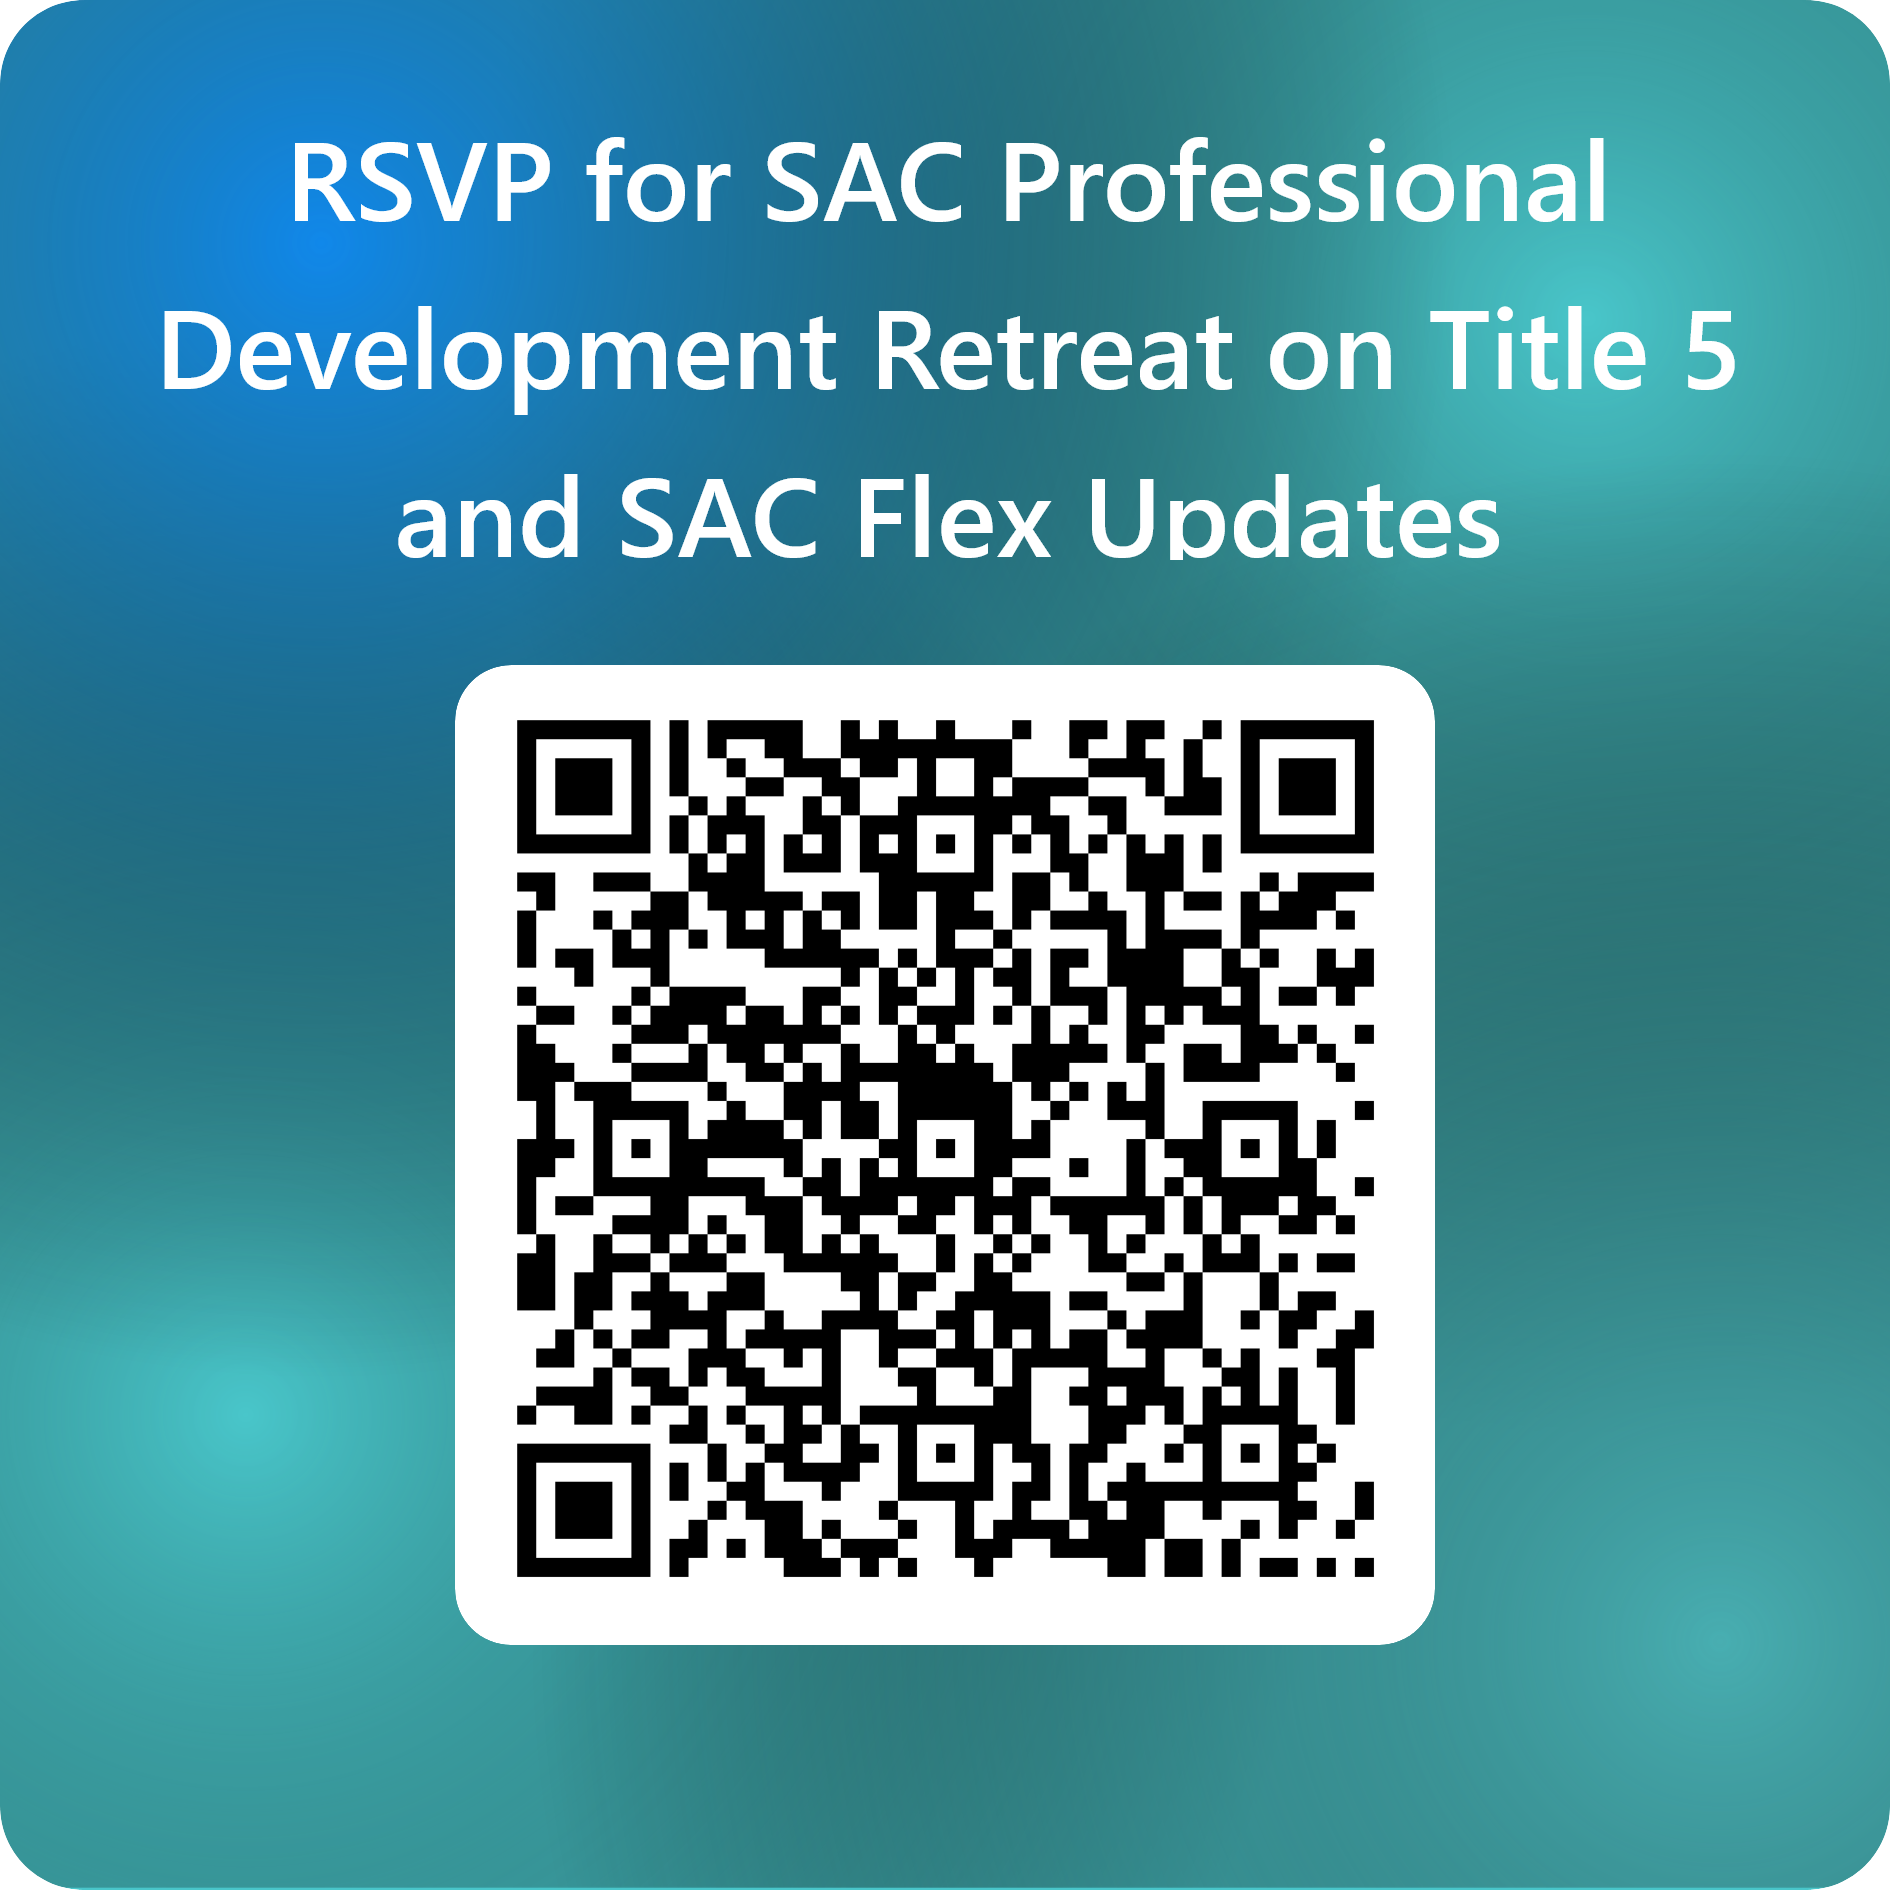 RSVP for SAC Professional
Development Retreat on Title 5
and SAC Flex Updates